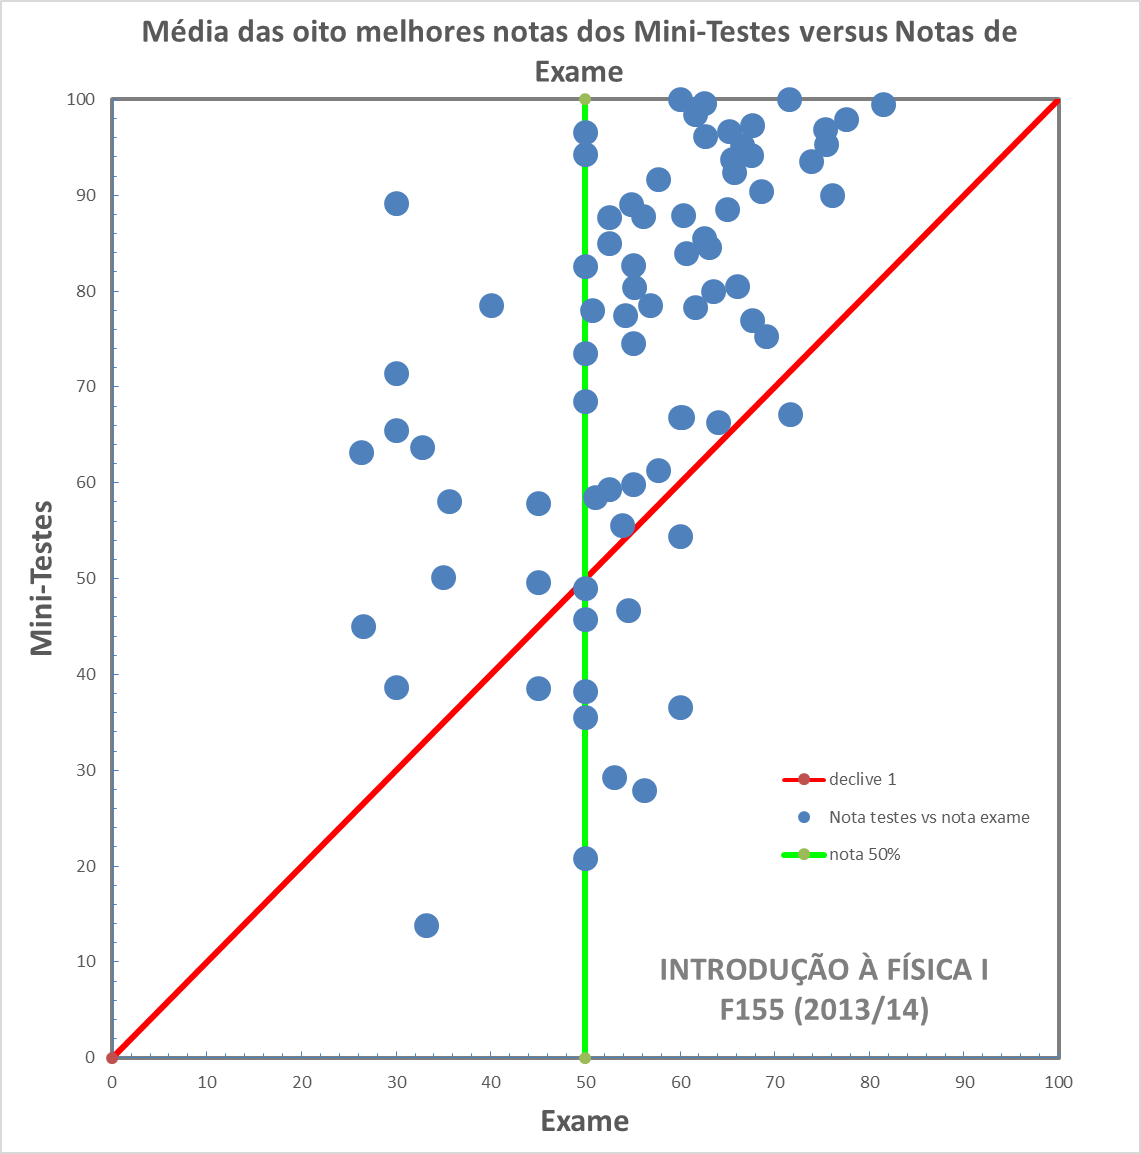 Média das oito melhores notas dos Mini-Testes versus Notas de
Exame
100
90
80
70
60
50
40
30
20
10
0
Mini-Testes
declive 1
Nota testes vs nota exame
nota 50%
INTRODUÇÃO À FÍSICA I
F155 (2013/14)
0 10 20 30 40 50 60 70 80 90 100
Exame